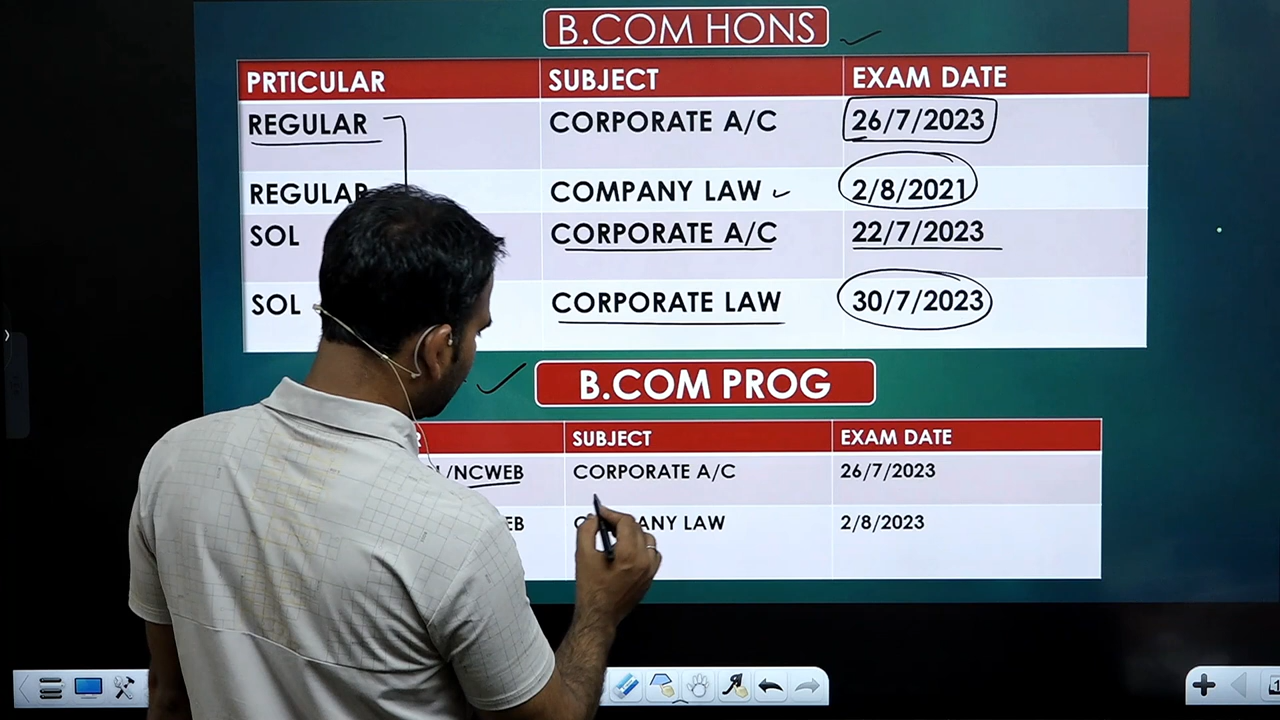 B.COM HONS
PRTICULAR SUBJECT EXAM DATE
REGULAR CORPORATE A/C 26/7/2023
REGULAR COMPANY LAW 2/8/2021
SOL CORPORATE A/C 22/7/2023
SOL CORPORATE LAW 30/7/2023
B.COM PROG
SUBJECT EXAM DATE
/NCWEB CORPORATE A/C 26/7/2023
LAW 2/8/2023